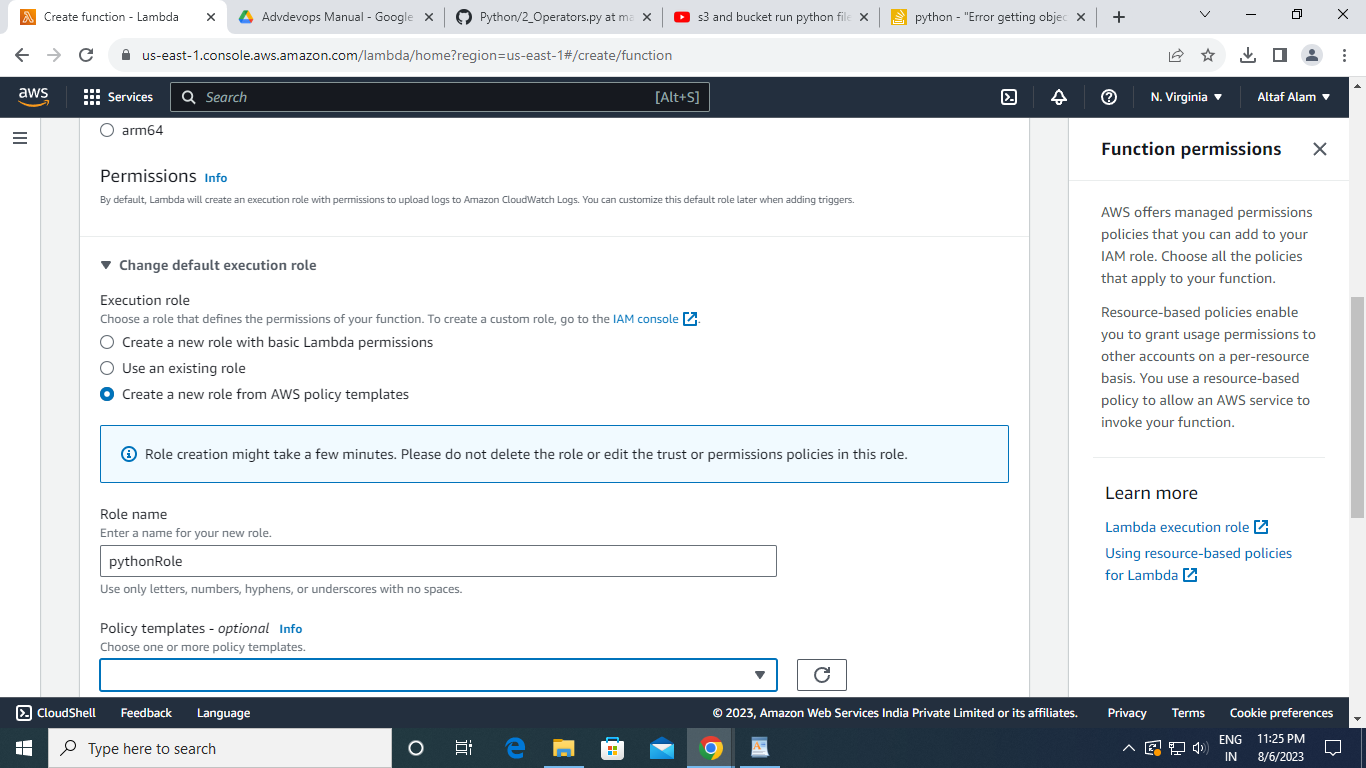 Create function - Lambda
Advdevops Manual - Google
Python/2_Operators.py at ma
s3 and bucket run python file
python - "Error getting objec
us-east-1.console.aws.amazon.com/lambda/home?region=us-east-1#/create/function
aws
Services
Search
[Alt+S]
N. Virginia
Altaf Alam
arm64
Permissions Info
By default, Lambda will create an execution role with permissions to upload logs to Amazon CloudWatch Logs. You can customize this default role later when adding triggers.
Change default execution role
Execution role
Choose a role that defines the permissions of your function. To create a custom role, go to the IAM console.
Create a new role with basic Lambda permissions
Use an existing role
Create a new role from AWS policy templates
Role creation might take a few minutes. Please do not delete the role or edit the trust or permissions policies in this role.
Role name
Enter a name for your new role.
pythonRole
Use only letters, numbers, hyphens, or underscores with no spaces.
Policy templates - optional Info
Choose one or more policy templates.
Function permissions
AWS offers managed permissions
policies that you can add to your
IAM role. Choose all the policies
that apply to your function.
Resource-based policies enable
you to grant usage permissions to
other accounts on a per-resource
basis. You use a resource-based
policy to allow an AWS service to
invoke your function.
Learn more
Lambda execution role
Using resource-based policies
for Lambda
CloudShell
Feedback
Language
© 2023, Amazon Web Services India Private Limited or its affiliates.
Privacy
Terms
Cookie preferences
Type here to search
ENG
IN
11:25 PM
8/6/2023